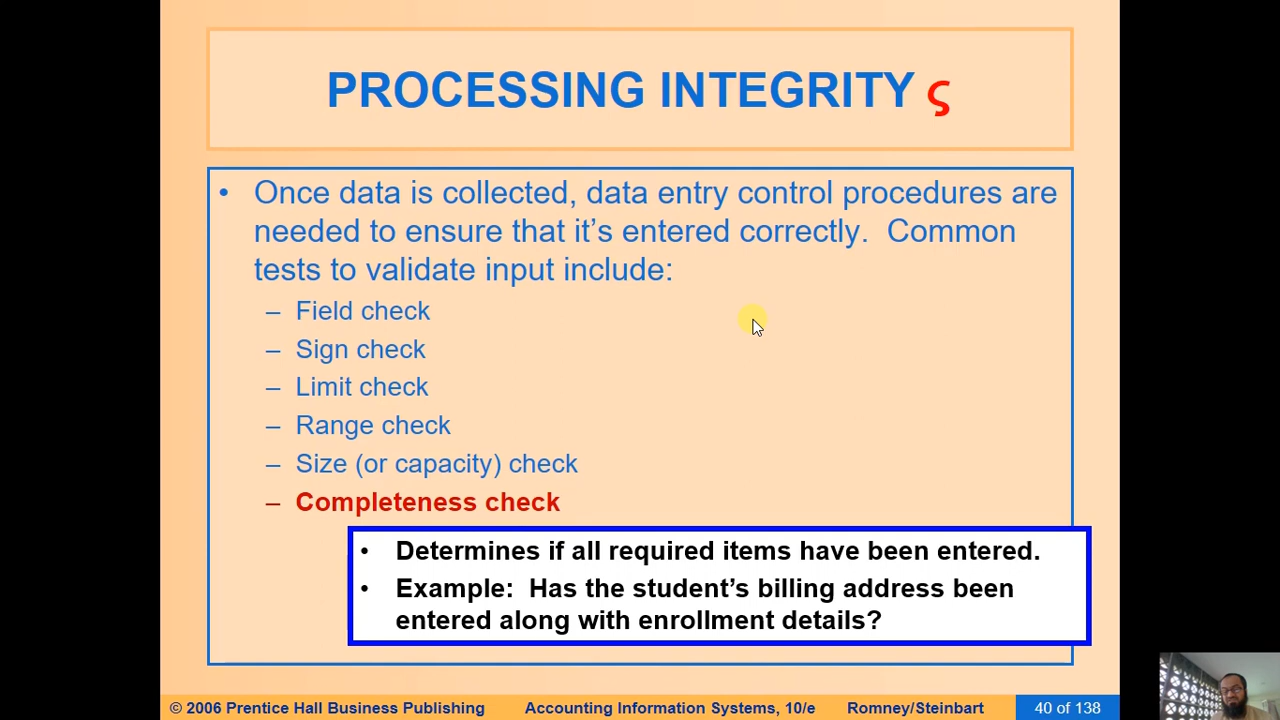 PROCESSING INTEGRITY ς
• Once data is collected, data entry control procedures are
needed to ensure that it’s entered correctly.  Common
tests to validate input include:
– Field check
– Sign check
– Limit check
– Range check
– Size (or capacity) check
– Completeness check
• Determines if all required items have been entered.
• Example:  Has the student’s billing address been
entered along with enrollment details?
© 2006 Prentice Hall Business Publishing Accounting Information Systems, 10/e Romney/Steinbart 40 of 138